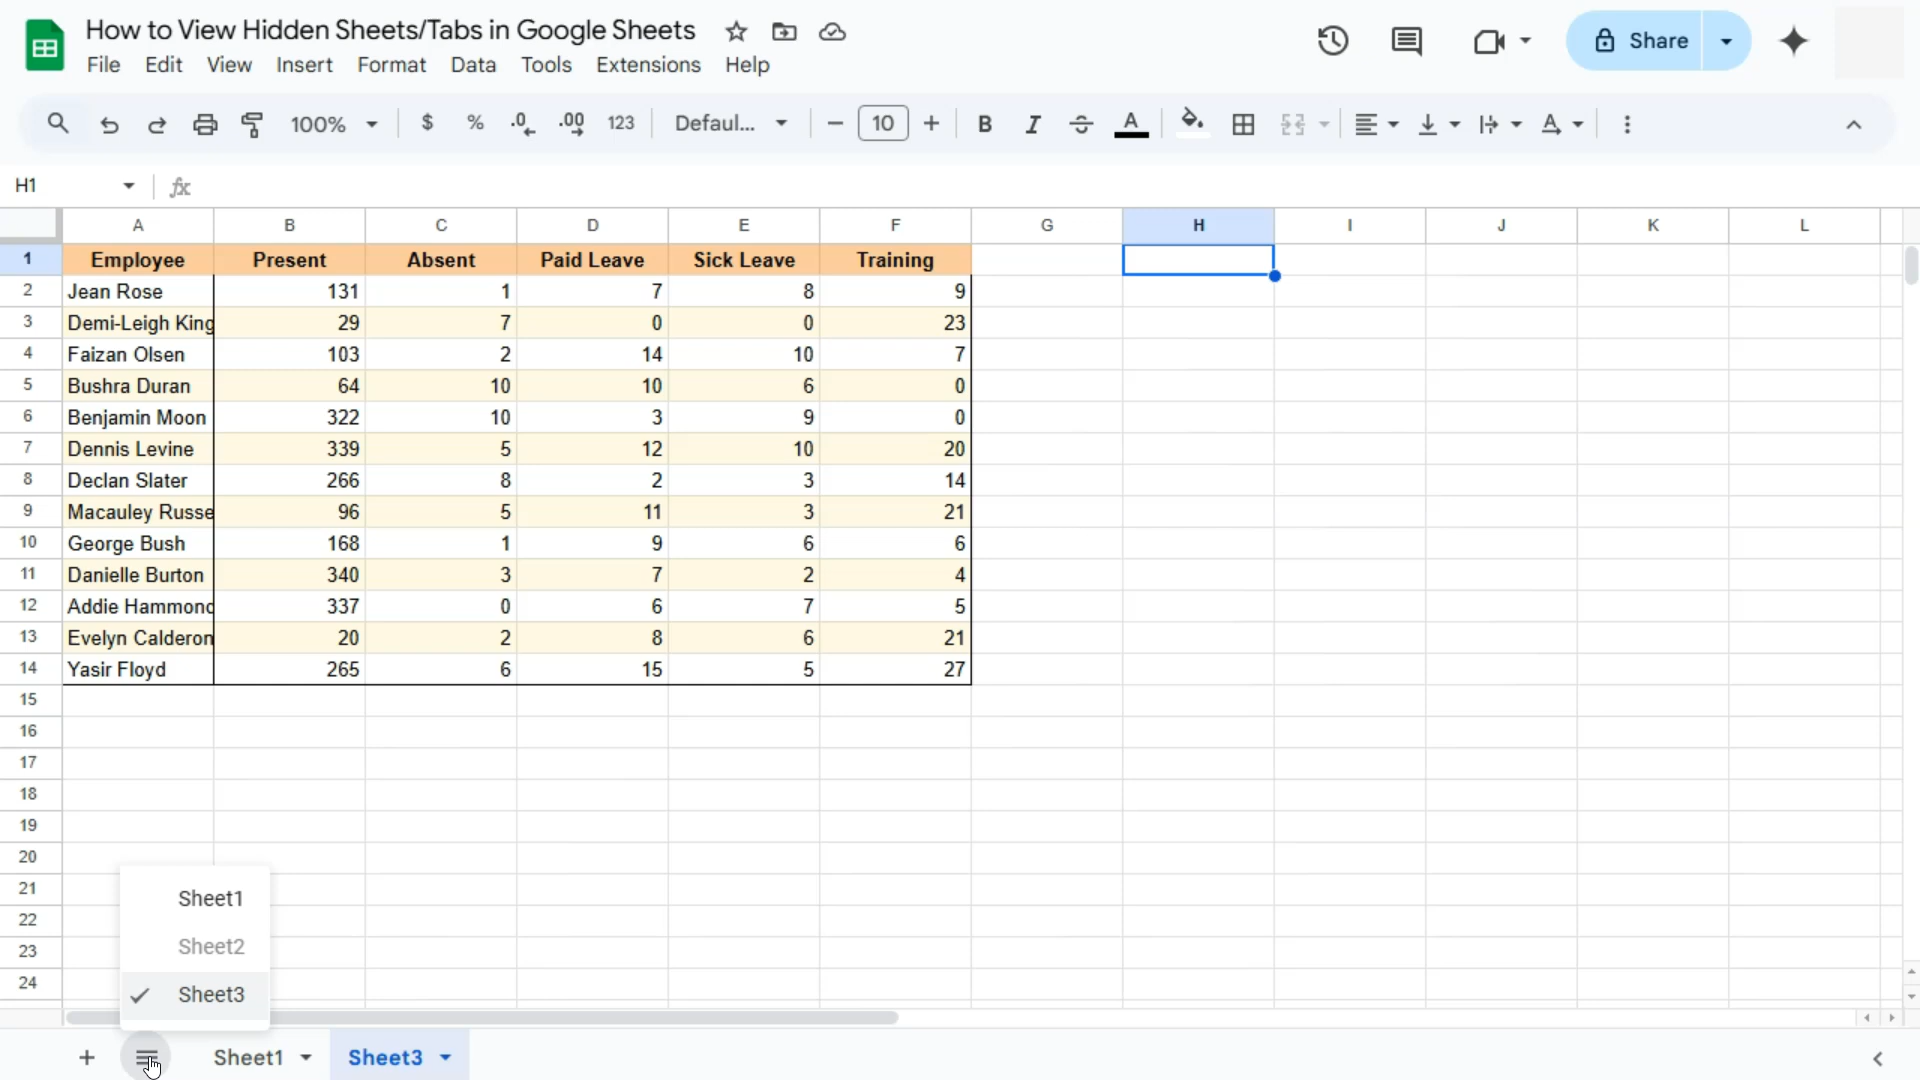 How to View Hidden Sheets/Tabs in Google Sheets
File Edit View Insert Format Data Tools Extensions Help
Share
100% $ % .0 .00 123 Defaul... 10 B I A A
H1 fx
A B C D E F G H I J K L
1 Employee Present Absent Paid Leave Sick Leave Training
2 Jean Rose 131 1 7 8 9
3 Demi-Leigh King 29 7 0 0 23
4 Faizan Olsen 103 2 14 10 7
5 Bushra Duran 64 10 10 6 0
6 Benjamin Moon 322 10 3 9 0
7 Dennis Levine 339 5 12 10 20
8 Declan Slater 266 8 2 3 14
9 Macauley Russe 96 5 11 3 21
10 George Bush 168 1 9 6 6
11 Danielle Burton 340 3 7 2 4
12 Addie Hammond 337 0 6 7 5
13 Evelyn Calderon 20 2 8 6 21
14 Yasir Floyd 265 6 15 5 27
15
16
17
18
19
20
21
22
23
24
Sheet1
Sheet2
Sheet3
Sheet1 Sheet3